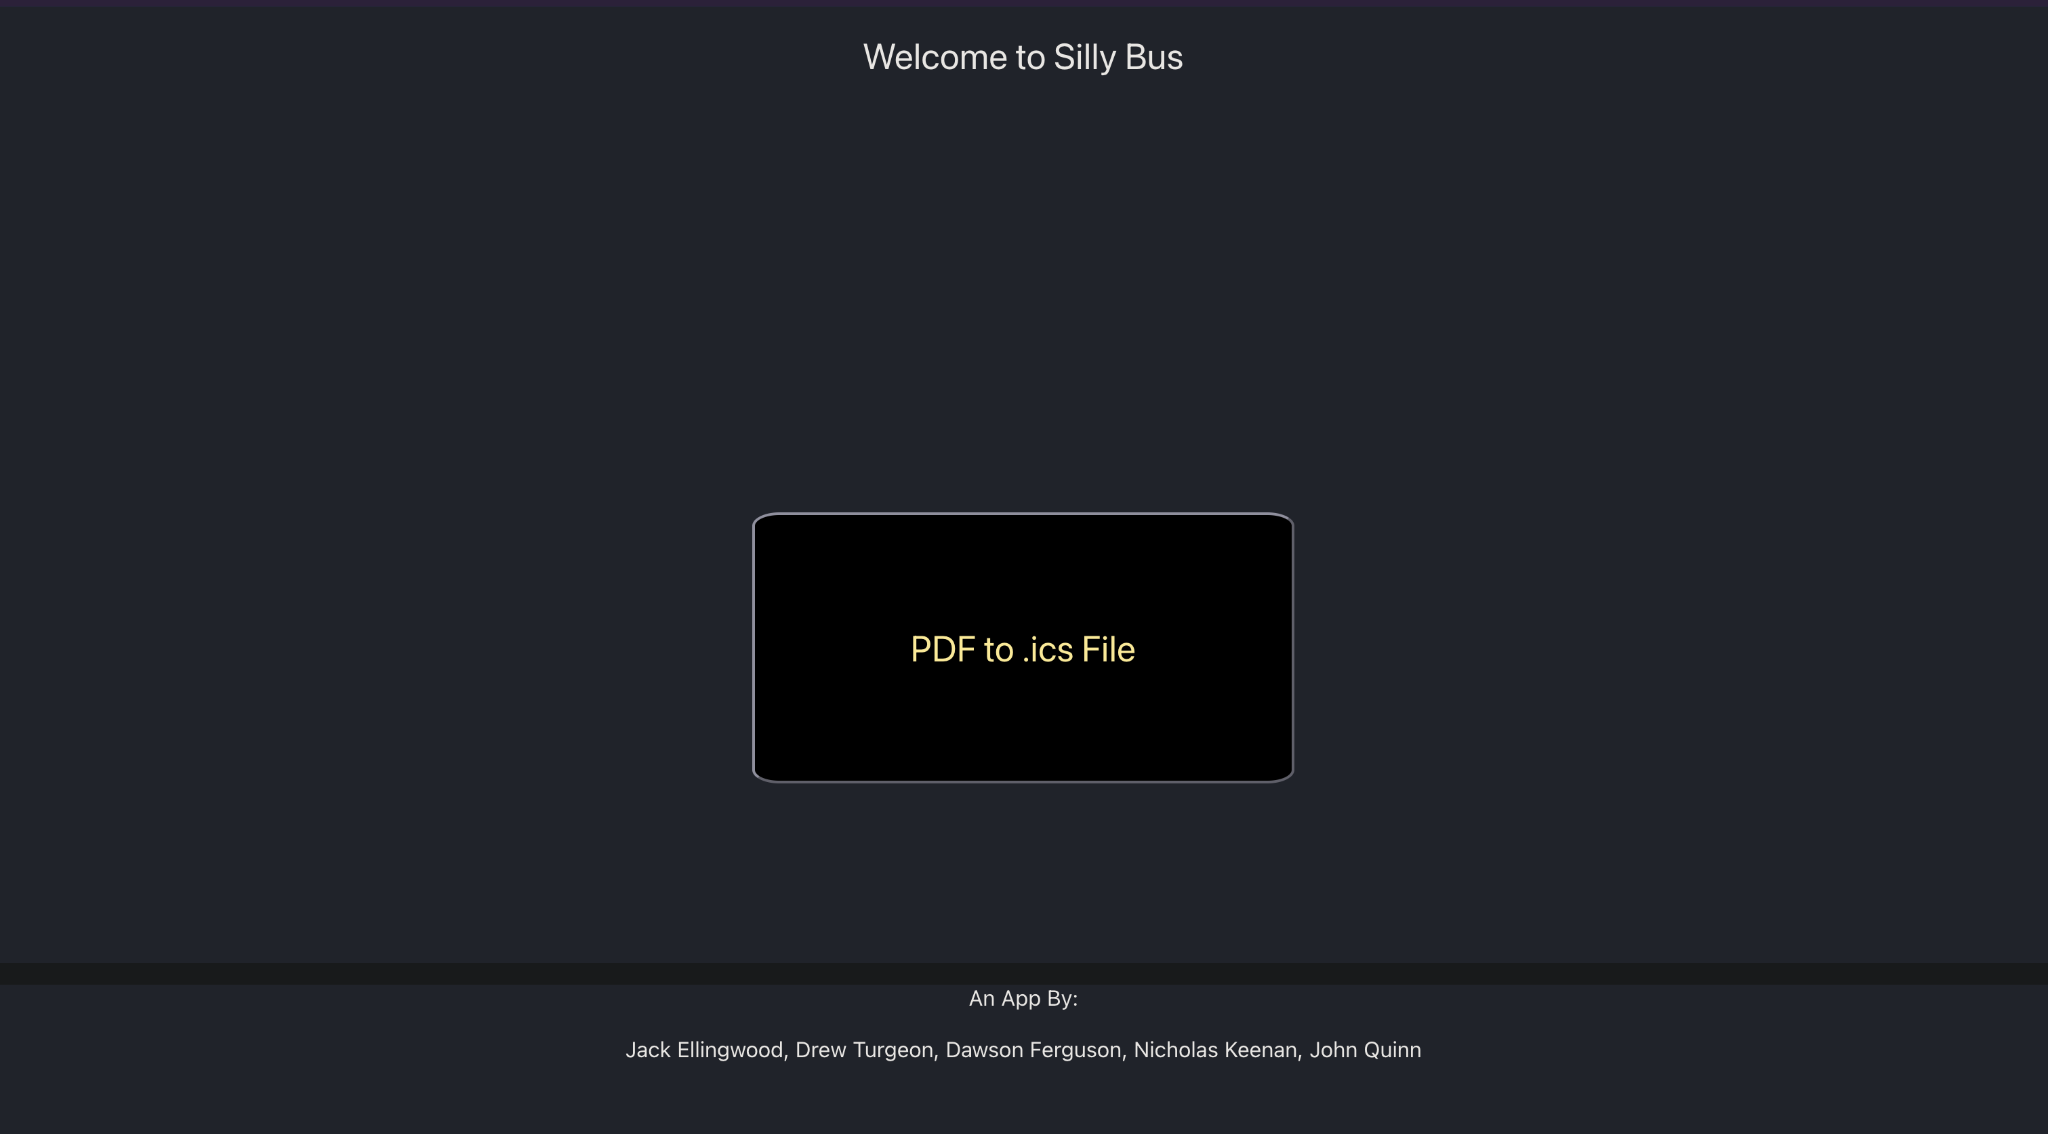 Welcome to Silly Bus
PDF to .ics File
An App By:
Jack Ellingwood, Drew Turgeon, Dawson Ferguson, Nicholas Keenan, John Quinn